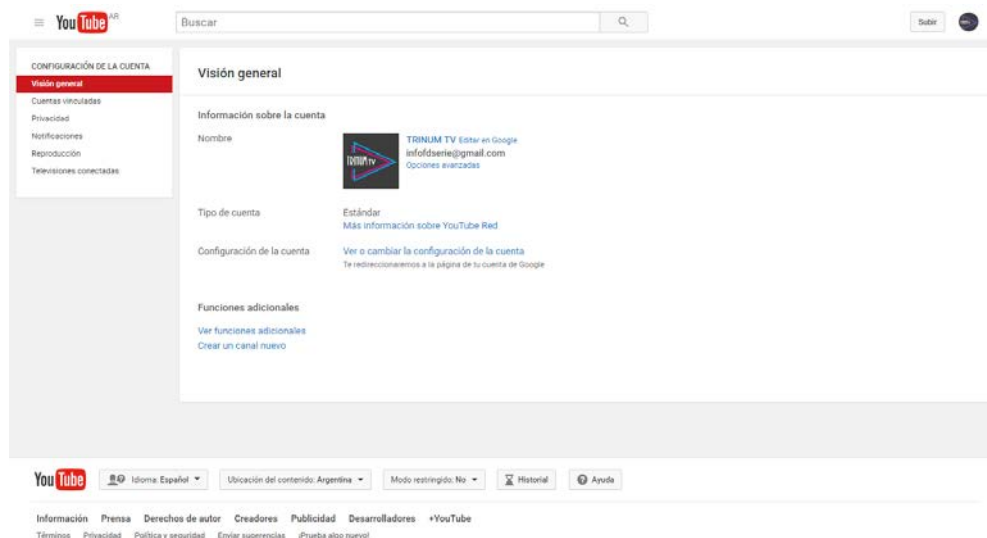 YouTube AR
Buscar
Subir
CONFIGURACIÓN DE LA CUENTA
Visión general
Cuentas vinculadas
Privacidad
Notificaciones
Reproducción
Televisiones conectadas
Visión general
Información sobre la cuenta
Nombre
TRINUM TV
TRINUM TV Editar en Google
infofdserie@gmail.com
Opciones avanzadas
Tipo de cuenta
Estándar
Más información sobre YouTube Red
Configuración de la cuenta
Ver o cambiar la configuración de la cuenta
Te redireccionaremos a la página de tu cuenta de Google
Funciones adicionales
Ver funciones adicionales
Crear un canal nuevo
YouTube Idioma: Español Ubicación del contenido: Argentina Modo restringido: No Historial Ayuda
Información Prensa Derechos de autor Creadores Publicidad Desarrolladores +YouTube
Términos Privacidad Política y seguridad Enviar sugerencias ¡Prueba algo nuevo!